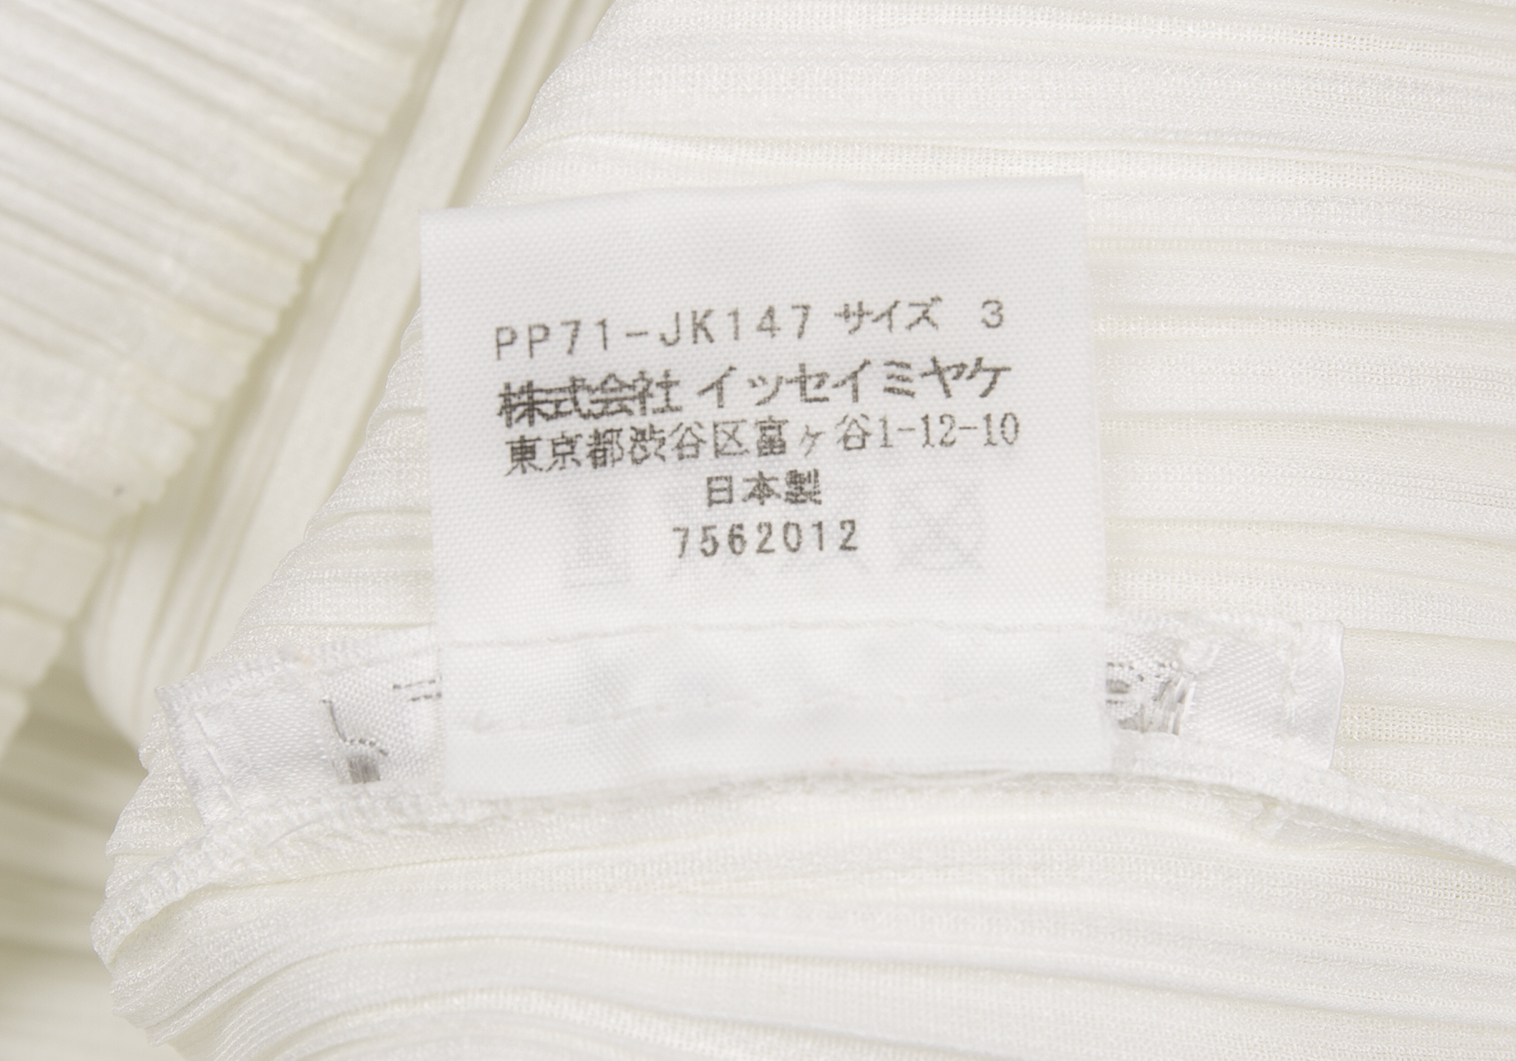 PP71-JK147 サイズ 3
株式会社 イッセイミヤケ
東京都渋谷区富ヶ谷1-12-10
日本製
7562012